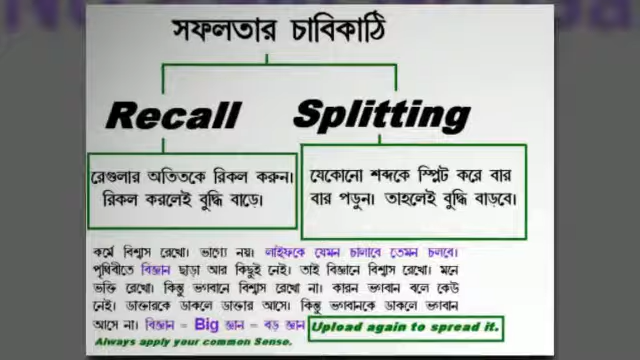 সফলতার চাবিকাঠি
Recall
Splitting
রেগুলার অতিতকে রিকল করুন।
রিকল করলেই বুদ্ধি বাড়ে।
যেকোনো শব্দকে স্প্লিট করে বার
বার পড়ুন। তাহলেই বুদ্ধি বাড়বে।
কর্মে বিশ্বাস রেখো। ভাগ্যে নয়। লাইফকে যেমন চালাবে তেমন চলবে।
পৃথিবীতে বিজ্ঞান ছাড়া আর কিছুই নেই। তাই বিজ্ঞানে বিশ্বাস রেখো। মনে
ভক্তি রেখো। কিন্তু ভগবানে বিশ্বাস রেখো না। কারন ভগবান বলে কেউ
নেই। ডাক্তারকে ডাকলে ডাক্তার আসে। কিন্তু ভগবানকে ডাকলে ভগবান
আসে না। বিজ্ঞান = Big জ্ঞান = বড় জ্ঞান
Upload again to spread it.
Always apply your common Sense.